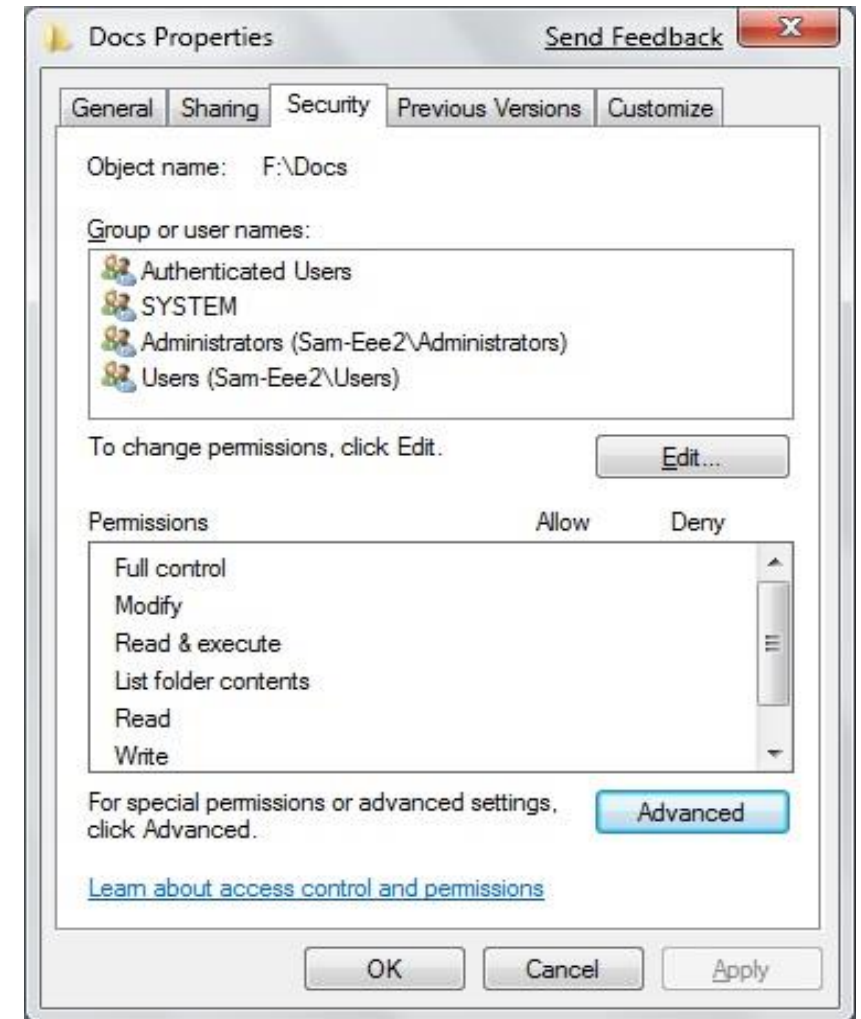 Docs Properties Send Feedback
General Sharing Security Previous Versions Customize
Object name: F:\Docs
Group or user names:
Authenticated Users
SYSTEM
Administrators (Sam-Eee2\Administrators)
Users (Sam-Eee2\Users)
To change permissions, click Edit.
Edit...
Permissions Allow Deny
Full control
Modify
Read & execute
List folder contents
Read
Write
For special permissions or advanced settings,
click Advanced.
Advanced
Learn about access control and permissions
OK Cancel Apply